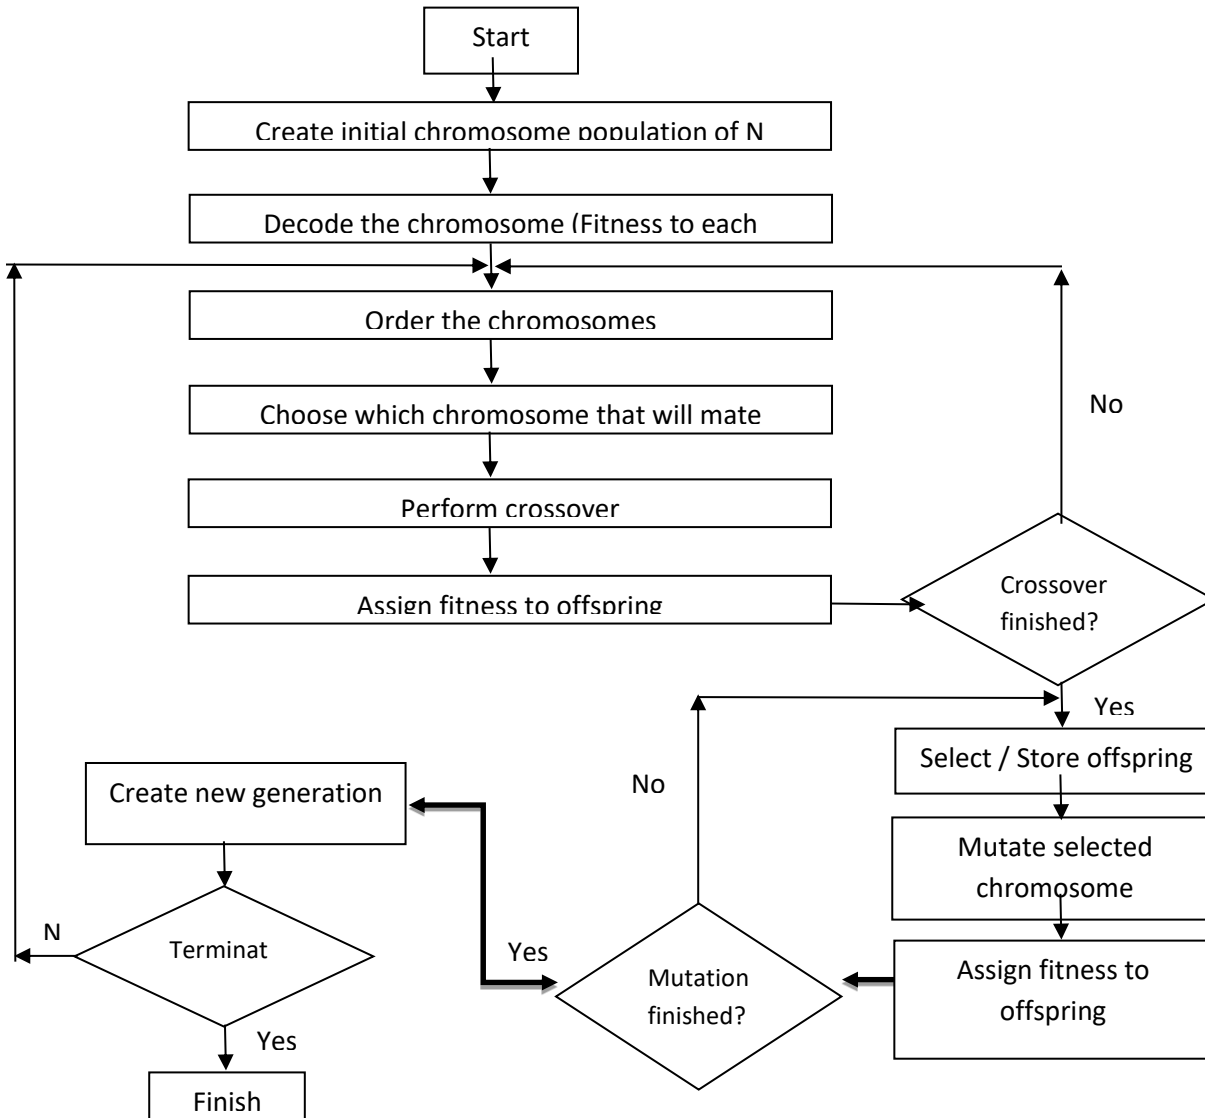 Start
Create initial chromosome population of N
Decode the chromosome (Fitness to each
Order the chromosomes
Choose which chromosome that will mate
No
Perform crossover
Assign fitness to offspring
Crossover
finished?
Yes
Select / Store offspring
Mutate selected
chromosome
Assign fitness to
offspring
No
Mutation
finished?
Yes
Create new generation
N
Terminat
Yes
Finish